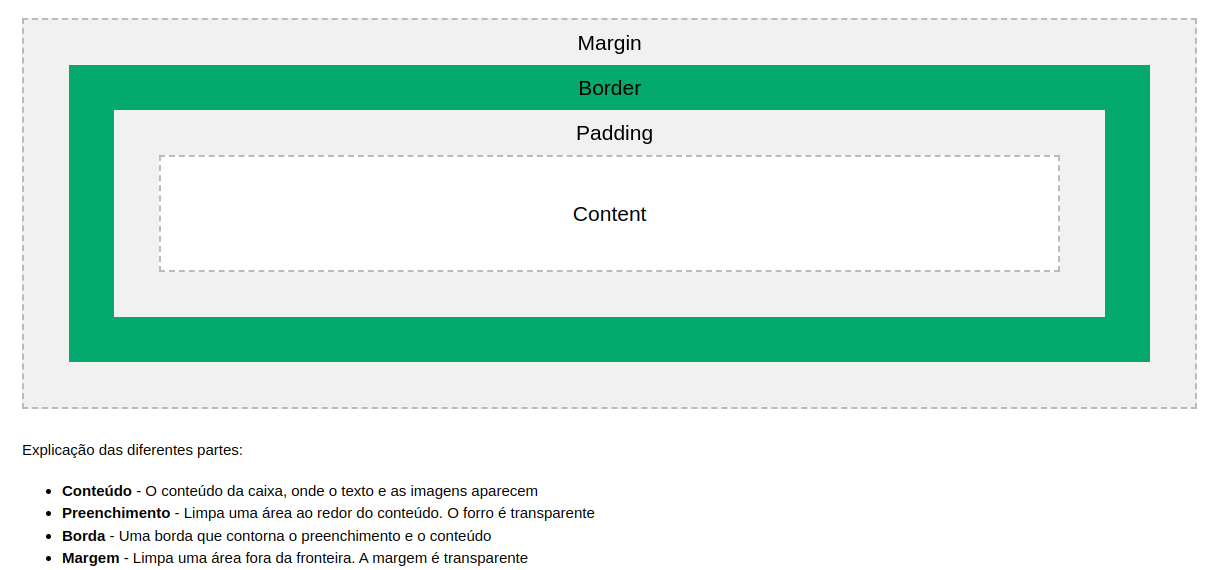 Margin
Border
Padding
Content
Explicação das diferentes partes:
Conteúdo - O conteúdo da caixa, onde o texto e as imagens aparecem
Preenchimento - Limpa uma área ao redor do conteúdo. O forro é transparente
Borda - Uma borda que contorna o preenchimento e o conteúdo
Margem - Limpa uma área fora da fronteira. A margem é transparente